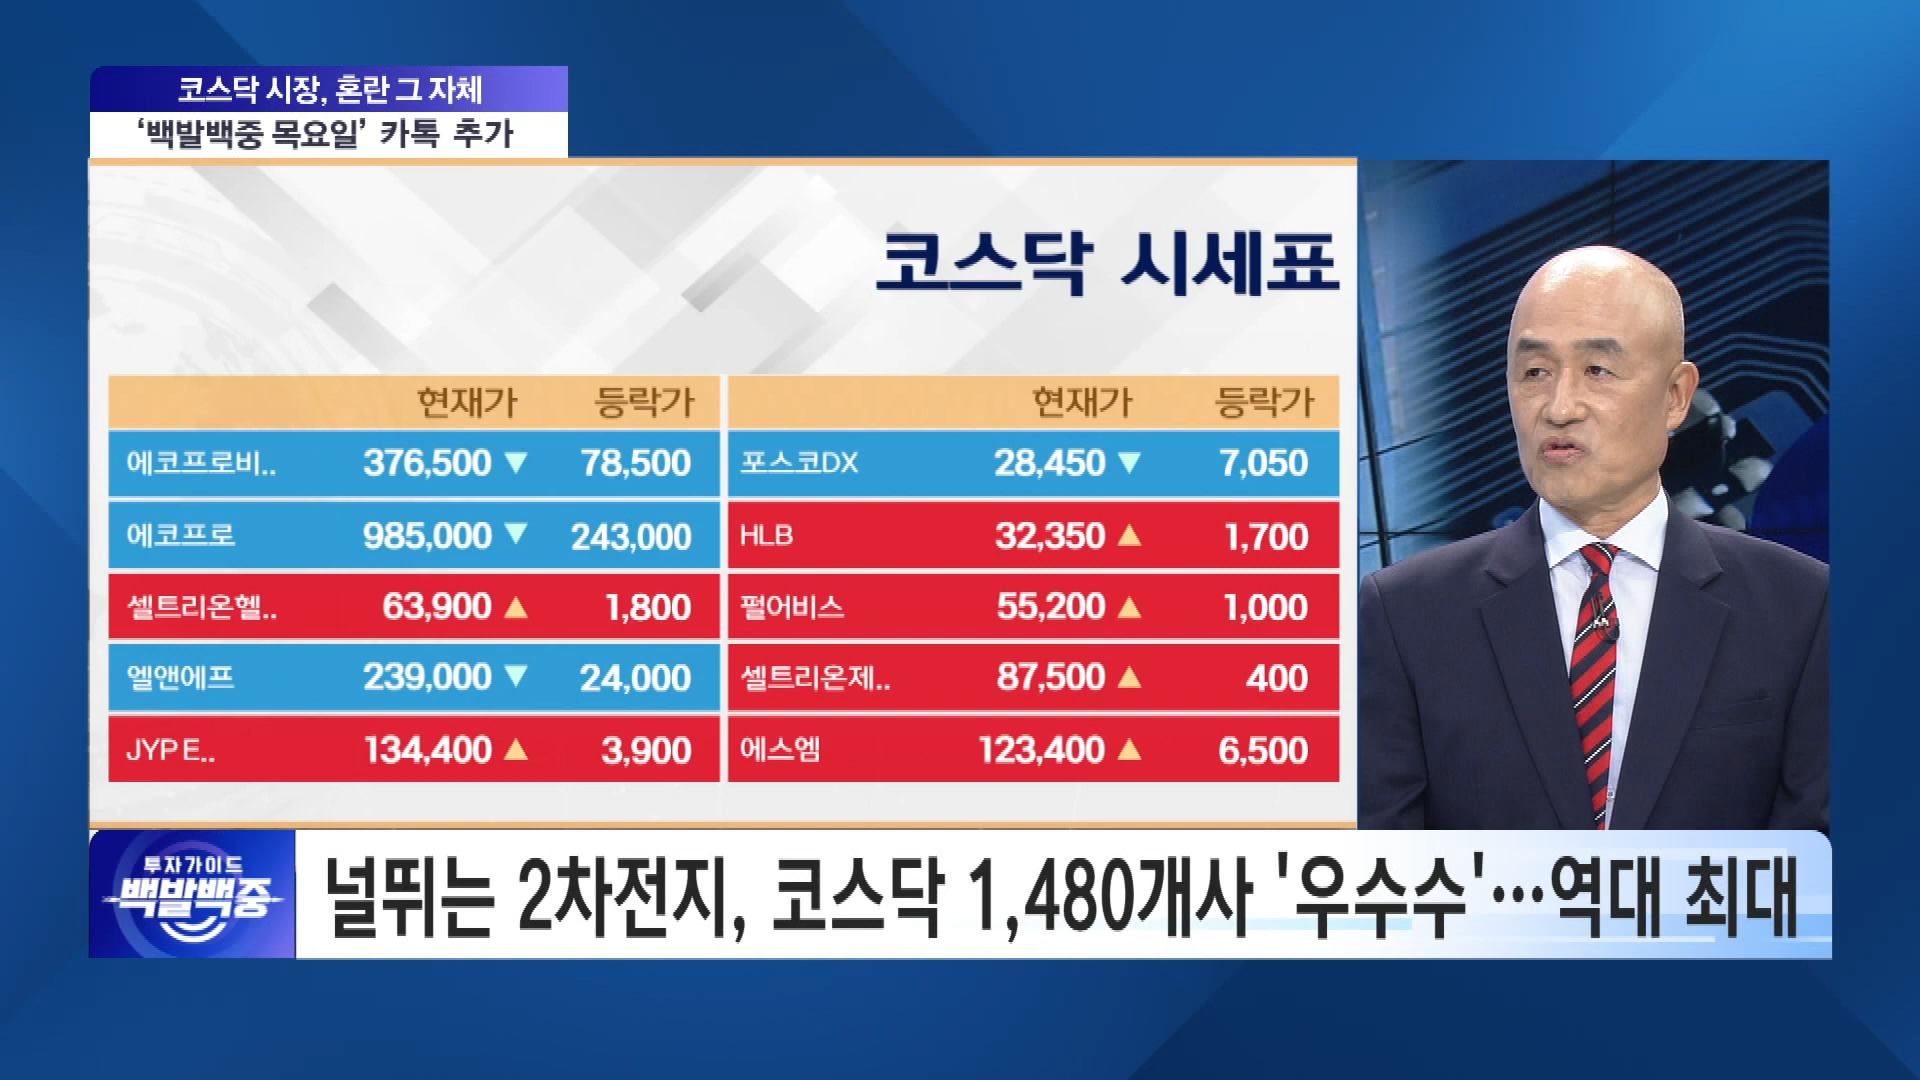 코스닥 시장, 혼란 그 자체
‘백발백중 목요일’ 카톡 추가
코스닥 시세표
현재가 등락가
에코프로비.. 376,500 ▼ 78,500
에코프로 985,000 ▼ 243,000
셀트리온헬.. 63,900 ▲ 1,800
엘앤에프 239,000 ▼ 24,000
JYP E.. 134,400 ▲ 3,900
현재가 등락가
포스코DX 28,450 ▼ 7,050
HLB 32,350 ▲ 1,700
펄어비스 55,200 ▲ 1,000
셀트리온제.. 87,500 ▲ 400
에스엠 123,400 ▲ 6,500
투자가이드
백발백중
널뛰는 2차전지, 코스닥 1,480개사 '우수수'…역대 최대